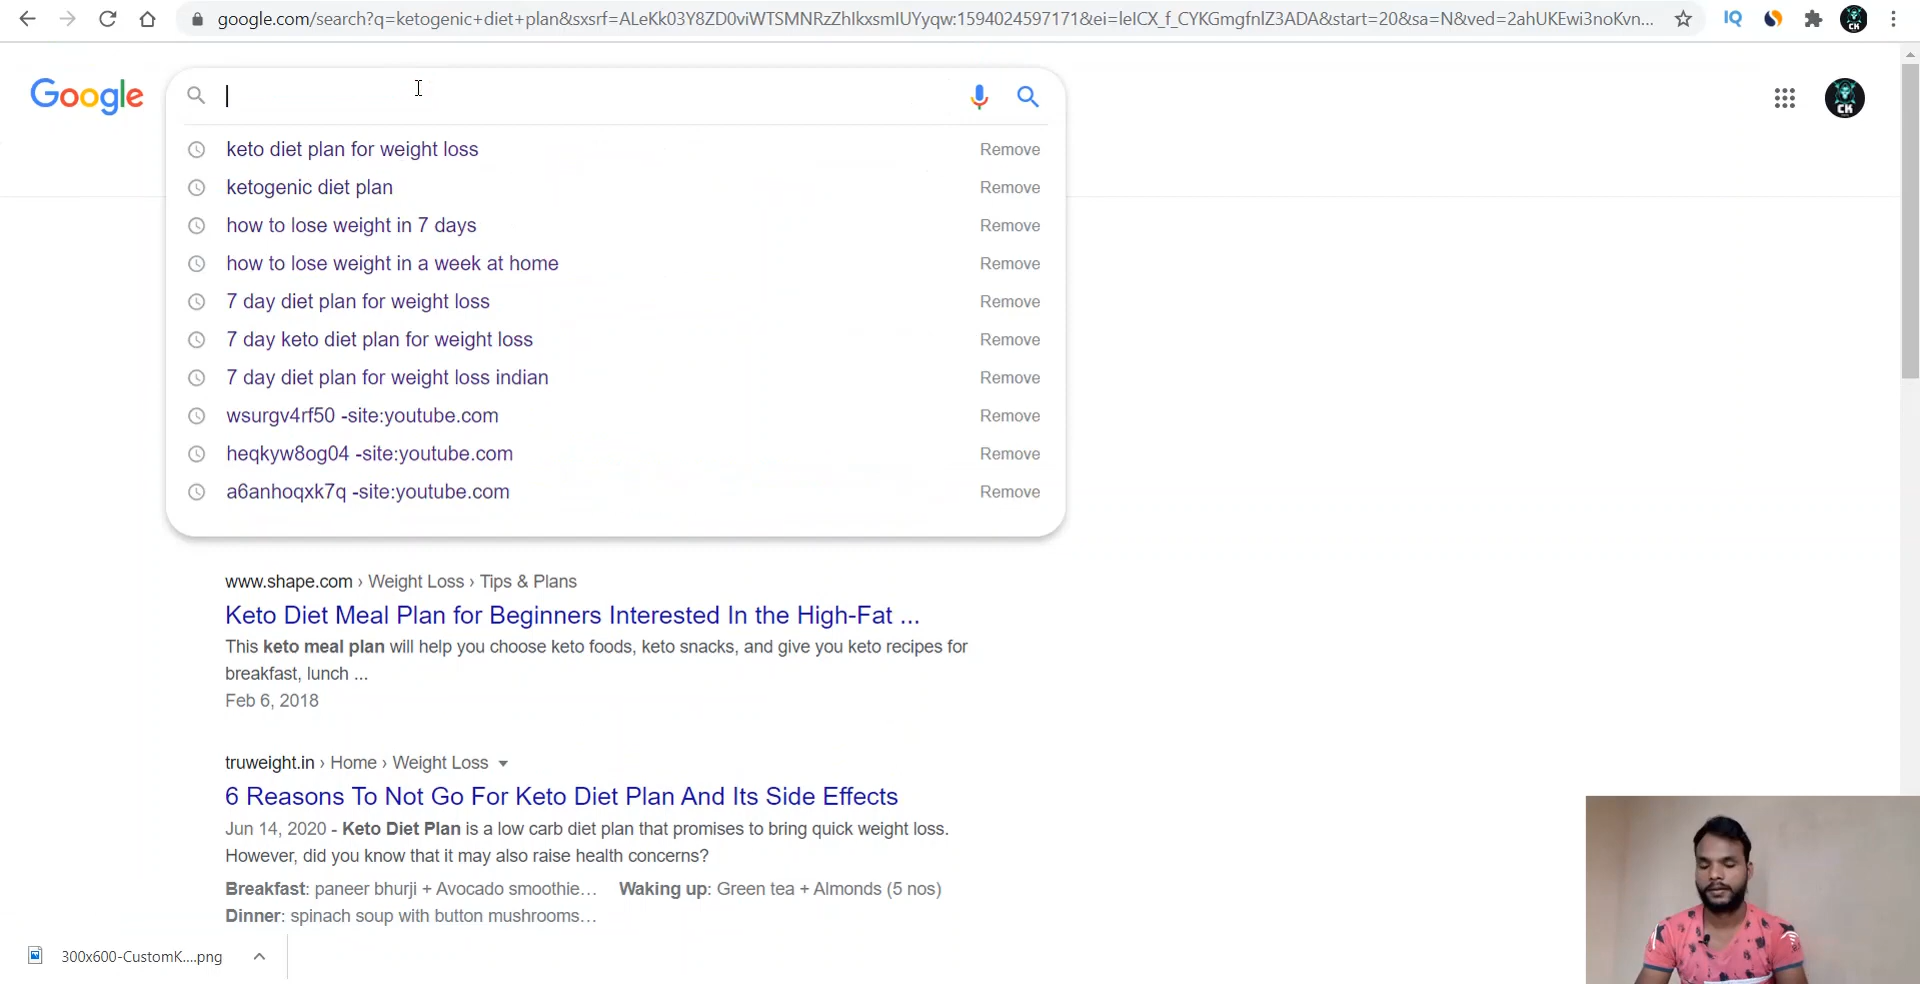 google.com/search?q=ketogenic+diet+plan&sxsrf=ALeKk03Y8ZD0viWTSMNRzZhIkxsmIUYyqw:1594024597171&ei=leICX_f_CYKGmgfnlZ3ADA&start=20&sa=N&ved=2ahUKEwi3noKvn...
IQ
Google
CK
keto diet plan for weight loss Remove
ketogenic diet plan Remove
how to lose weight in 7 days Remove
how to lose weight in a week at home Remove
7 day diet plan for weight loss Remove
7 day keto diet plan for weight loss Remove
7 day diet plan for weight loss indian Remove
wsurgv4rf50 -site:youtube.com Remove
heqkyw8og04 -site:youtube.com Remove
a6anhoqxk7q -site:youtube.com Remove
www.shape.com › Weight Loss › Tips & Plans
Keto Diet Meal Plan for Beginners Interested In the High-Fat ...
This keto meal plan will help you choose keto foods, keto snacks, and give you keto recipes for
breakfast, lunch ...
Feb 6, 2018
truweight.in › Home › Weight Loss
6 Reasons To Not Go For Keto Diet Plan And Its Side Effects
Jun 14, 2020 - Keto Diet Plan is a low carb diet plan that promises to bring quick weight loss.
However, did you know that it may also raise health concerns?
Breakfast: paneer bhurji + Avocado smoothie... Waking up: Green tea + Almonds (5 nos)
Dinner: spinach soup with button mushrooms...
300x600-CustomK....png